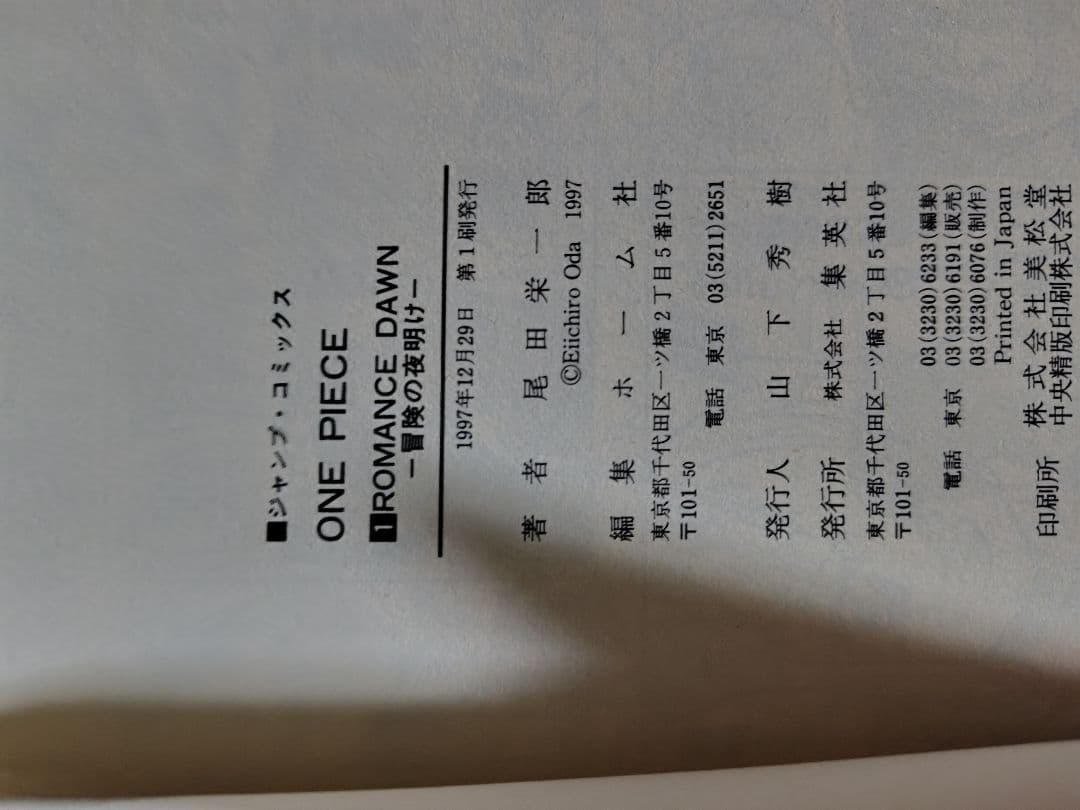 ■ジャンプ・コミックス
ONE PIECE
1 ROMANCE DAWN
—冒険の夜明け—
1997年12月29日 第1刷発行
著者 尾田栄一郎
©Eiichiro Oda 1997
編集 ホーム社
東京都千代田区一ツ橋2丁目5番10号
〒101-50
電話 東京 03(5211)2651
発行人 山下秀樹
発行所 株式会社 集英社
東京都千代田区一ツ橋2丁目5番10号
〒101-50
03(3230)6233(編集)
電話 東京 03(3230)6191(販売)
03(3230)6076(制作)
Printed in Japan
印刷所 株式会社美松堂
中央精版印刷株式会社